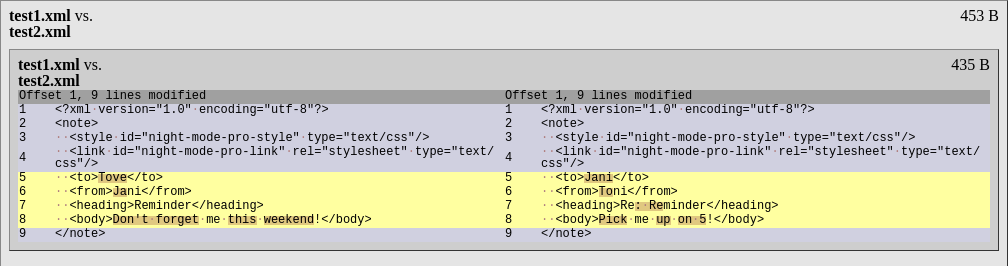 test1.xml vs.
test2.xml
453 B
test1.xml vs.
test2.xml
435 B
Offset 1, 9 lines modified Offset 1, 9 lines modified
1 <?xml·version="1.0"·encoding="utf-8"?> 1 <?xml·version="1.0"·encoding="utf-8"?>
2 <note> 2 <note>
3 ··<style·id="night-mode-pro-style"·type="text/css"/> 3 ··<style·id="night-mode-pro-style"·type="text/css"/>
4 ··<link·id="night-mode-pro-link"·rel="stylesheet"·type="text/ 4 ··<link·id="night-mode-pro-link"·rel="stylesheet"·type="text/
css"/> css"/>
5 ··<to>Tove</to> 5 ··<to>Jani</to>
6 ··<from>Jani</from> 6 ··<from>Toni</from>
7 ··<heading>Reminder</heading> 7 ··<heading>Re:·Reminder</heading>
8 ··<body>Don't·forget·me·this·weekend!</body> 8 ··<body>Pick·me·up·on·5!</body>
9 </note> 9 </note>